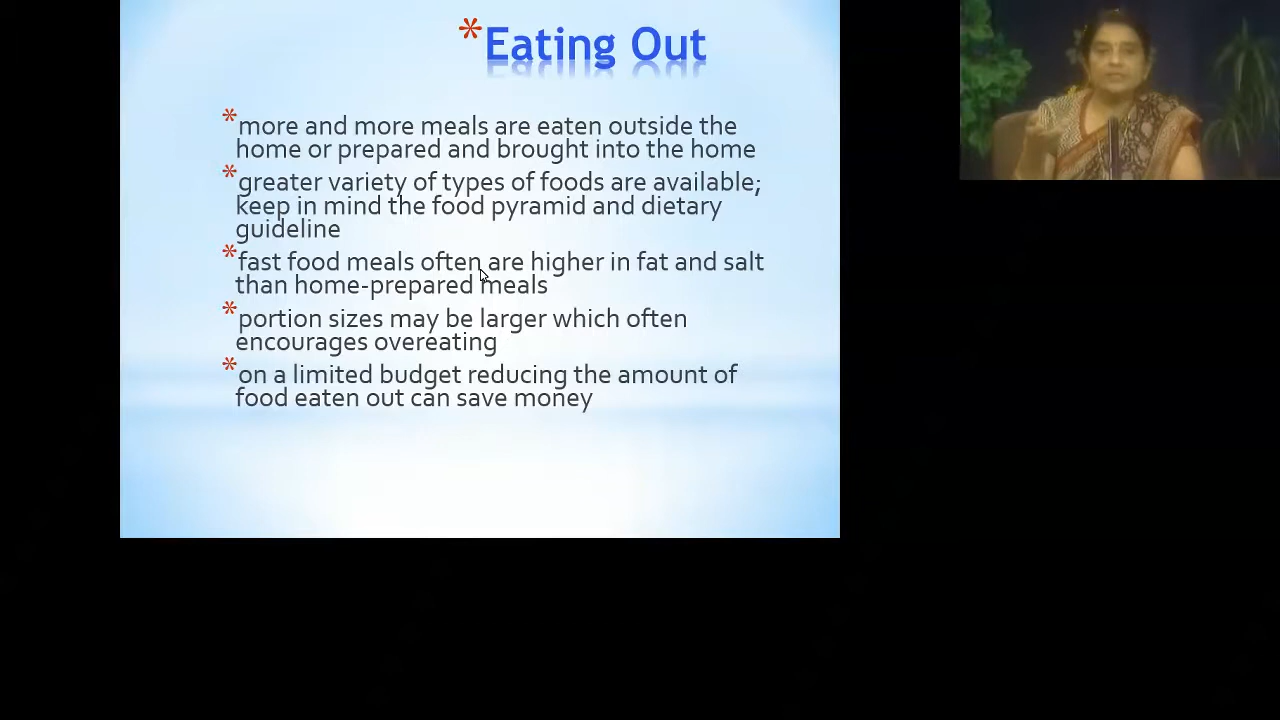 *Eating Out
*more and more meals are eaten outside the
home or prepared and brought into the home
*greater variety of types of foods are available;
keep in mind the food pyramid and dietary
guideline
*fast food meals often are higher in fat and salt
than home-prepared meals
*portion sizes may be larger which often
encourages overeating
*on a limited budget reducing the amount of
food eaten out can save money